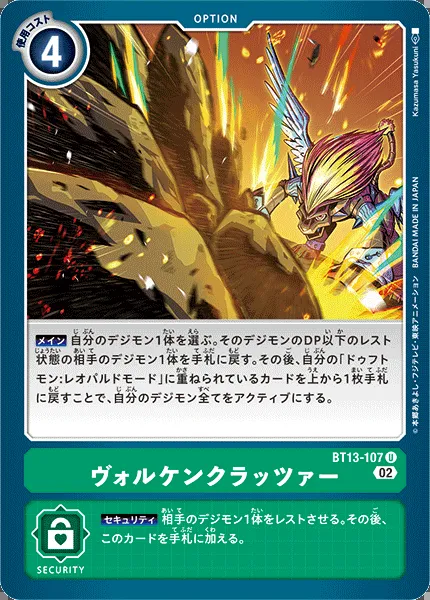 OPTION
使用コスト
4
Kazumasa Yasukuni
BANDAI MADE IN JAPAN
© 本郷あきよし・フジテレビ・東映アニメーション
メイン 自分のデジモン1体を選ぶ。そのデジモンのDP以下のレスト
状態の相手のデジモン1体を手札に戻す。その後、自分の「ドゥフト
モン:レオパルドモード」に重ねられているカードを上から1枚手札
に戻すことで、自分のデジモン全てをアクティブにする。
BT13-107 U
ヴォルケンクラッツァー
02
セキュリティ 相手のデジモン1体をレストさせる。その後、
このカードを手札に加える。
SECURITY